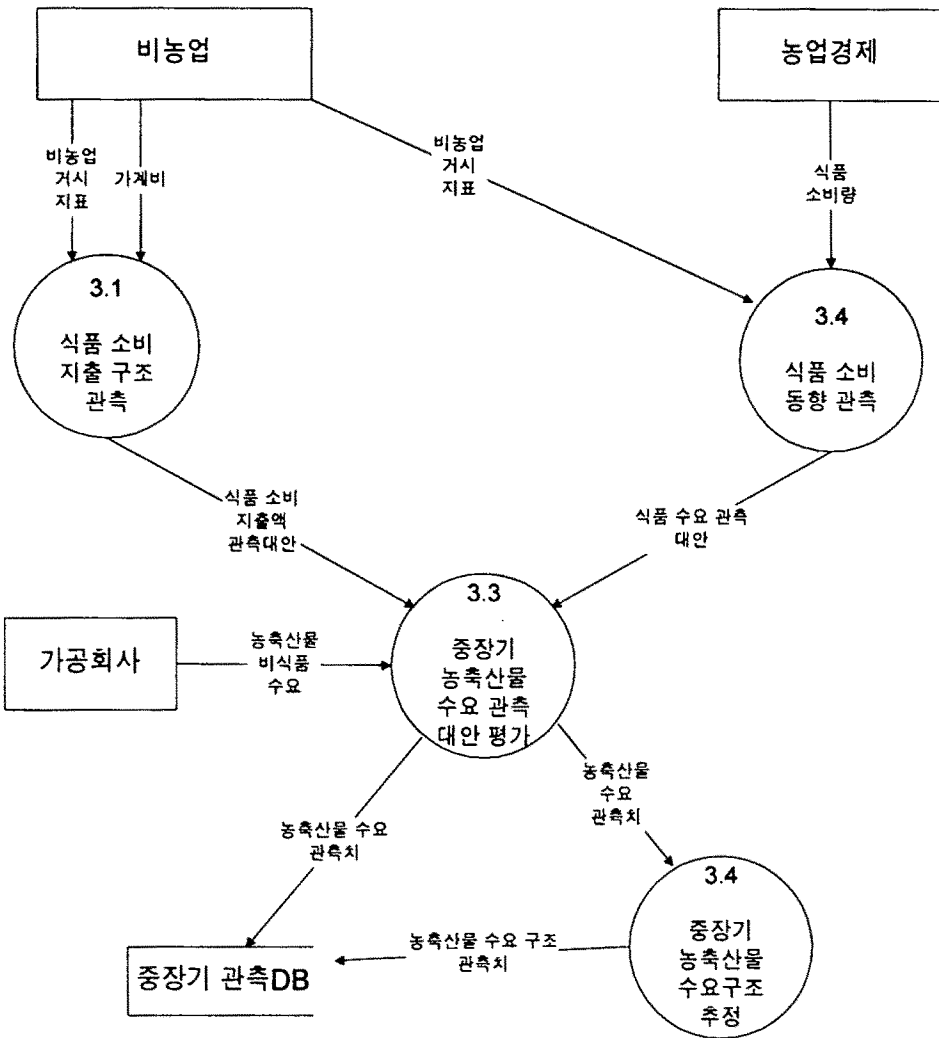 비농업
농업경제
비농업
거시
지표
가계비
비농업
거시
지표
식품
소비량
3.1
식품 소비
지출 구조
관측
3.4
식품 소비
동향 관측
식품 소비
지출액
관측대안
식품 수요 관측
대안
가공회사
농축산물
비식품
수요
3.3
중장기
농축산물
수요 관측
대안 평가
농축산물 수요
관측치
농축산물
수요
관측치
중장기 관측DB
농축산물 수요 구조
관측치
3.4
중장기
농축산물
수요구조
추정